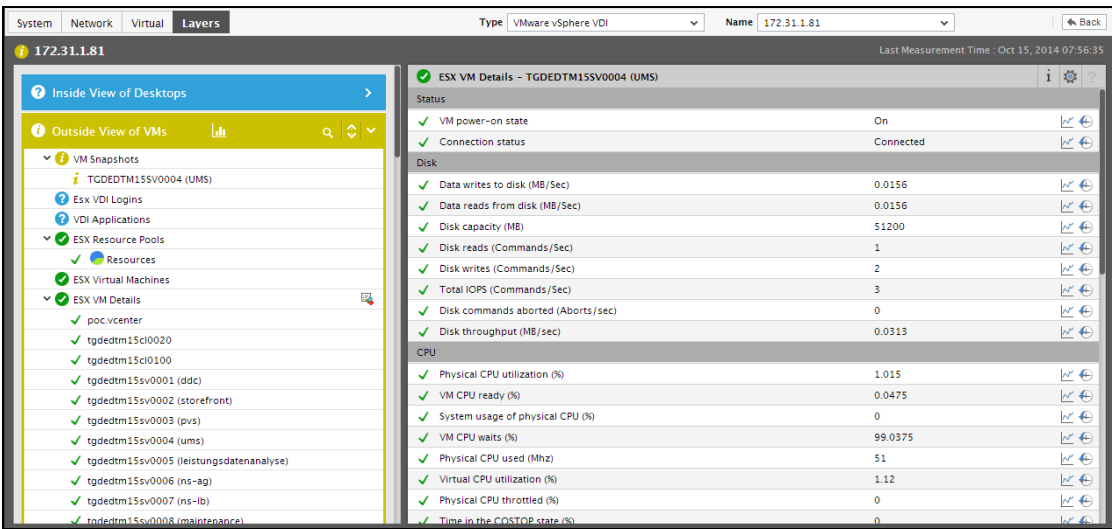 System Network Virtual Layers Type VMware vSphere VDI Name 172.31.1.81 Back
172.31.1.81 Last Measurement Time : Oct 15, 2014 07:56:35
Inside View of Desktops
Outside View of VMs
VM Snapshots
TGDEDTM15SV0004 (UMS)
Esx VDI Logins
VDI Applications
ESX Resource Pools
Resources
ESX Virtual Machines
ESX VM Details
poc.vcenter
tgdedtm15cl0020
tgdedtm15cl0100
tgdedtm15sv0001 (ddc)
tgdedtm15sv0002 (storefront)
tgdedtm15sv0003 (pvs)
tgdedtm15sv0004 (ums)
tgdedtm15sv0005 (leistungsdatenanalyse)
tgdedtm15sv0006 (ns-ag)
tgdedtm15sv0007 (ns-lb)
tgdedtm15sv0008 (maintenance)
ESX VM Details - TGDEDTM15SV0004 (UMS)
Status
VM power-on state On
Connection status Connected
Disk
Data writes to disk (MB/Sec) 0.0156
Data reads from disk (MB/Sec) 0.0156
Disk capacity (MB) 51200
Disk reads (Commands/Sec) 1
Disk writes (Commands/Sec) 2
Total IOPS (Commands/Sec) 3
Disk commands aborted (Aborts/sec) 0
Disk throughput (MB/sec) 0.0313
CPU
Physical CPU utilization (%) 1.015
VM CPU ready (%) 0.0475
System usage of physical CPU (%) 0
VM CPU waits (%) 99.0375
Physical CPU used (Mhz) 51
Virtual CPU utilization (%) 1.12
Physical CPU throttled (%) 0
Time in the COSTOP state (%) 0